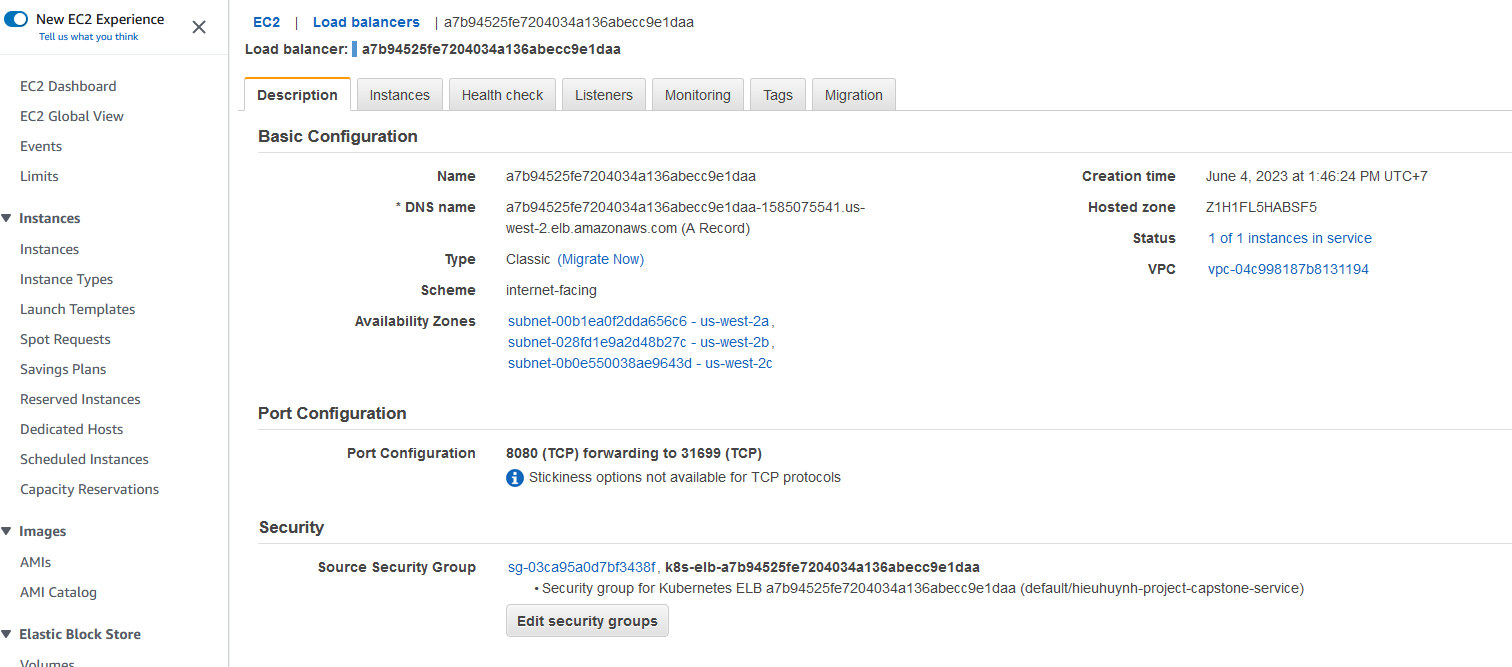 New EC2 Experience
Tell us what you think
EC2 Dashboard
EC2 Global View
Events
Limits
Instances
Instances
Instance Types
Launch Templates
Spot Requests
Savings Plans
Reserved Instances
Dedicated Hosts
Scheduled Instances
Capacity Reservations
Images
AMIs
AMI Catalog
Elastic Block Store
Volumes
EC2 | Load balancers | a7b94525fe7204034a136abecc9e1daa
Load balancer: a7b94525fe7204034a136abecc9e1daa
Description Instances Health check Listeners Monitoring Tags Migration
Basic Configuration
Name a7b94525fe7204034a136abecc9e1daa
* DNS name a7b94525fe7204034a136abecc9e1daa-1585075541.us-
west-2.elb.amazonaws.com (A Record)
Type Classic (Migrate Now)
Scheme internet-facing
Availability Zones subnet-00b1ea0f2dda656c6 - us-west-2a,
subnet-028fd1e9a2d48b27c - us-west-2b,
subnet-0b0e550038ae9643d - us-west-2c
Creation time June 4, 2023 at 1:46:24 PM UTC+7
Hosted zone Z1H1FL5HABSF5
Status 1 of 1 instances in service
VPC vpc-04c998187b8131194
Port Configuration
Port Configuration 8080 (TCP) forwarding to 31699 (TCP)
Stickiness options not available for TCP protocols
Security
Source Security Group sg-03ca95a0d7bf3438f, k8s-elb-a7b94525fe7204034a136abecc9e1daa
• Security group for Kubernetes ELB a7b94525fe7204034a136abecc9e1daa (default/hieuhuynh-project-capstone-service)
Edit security groups